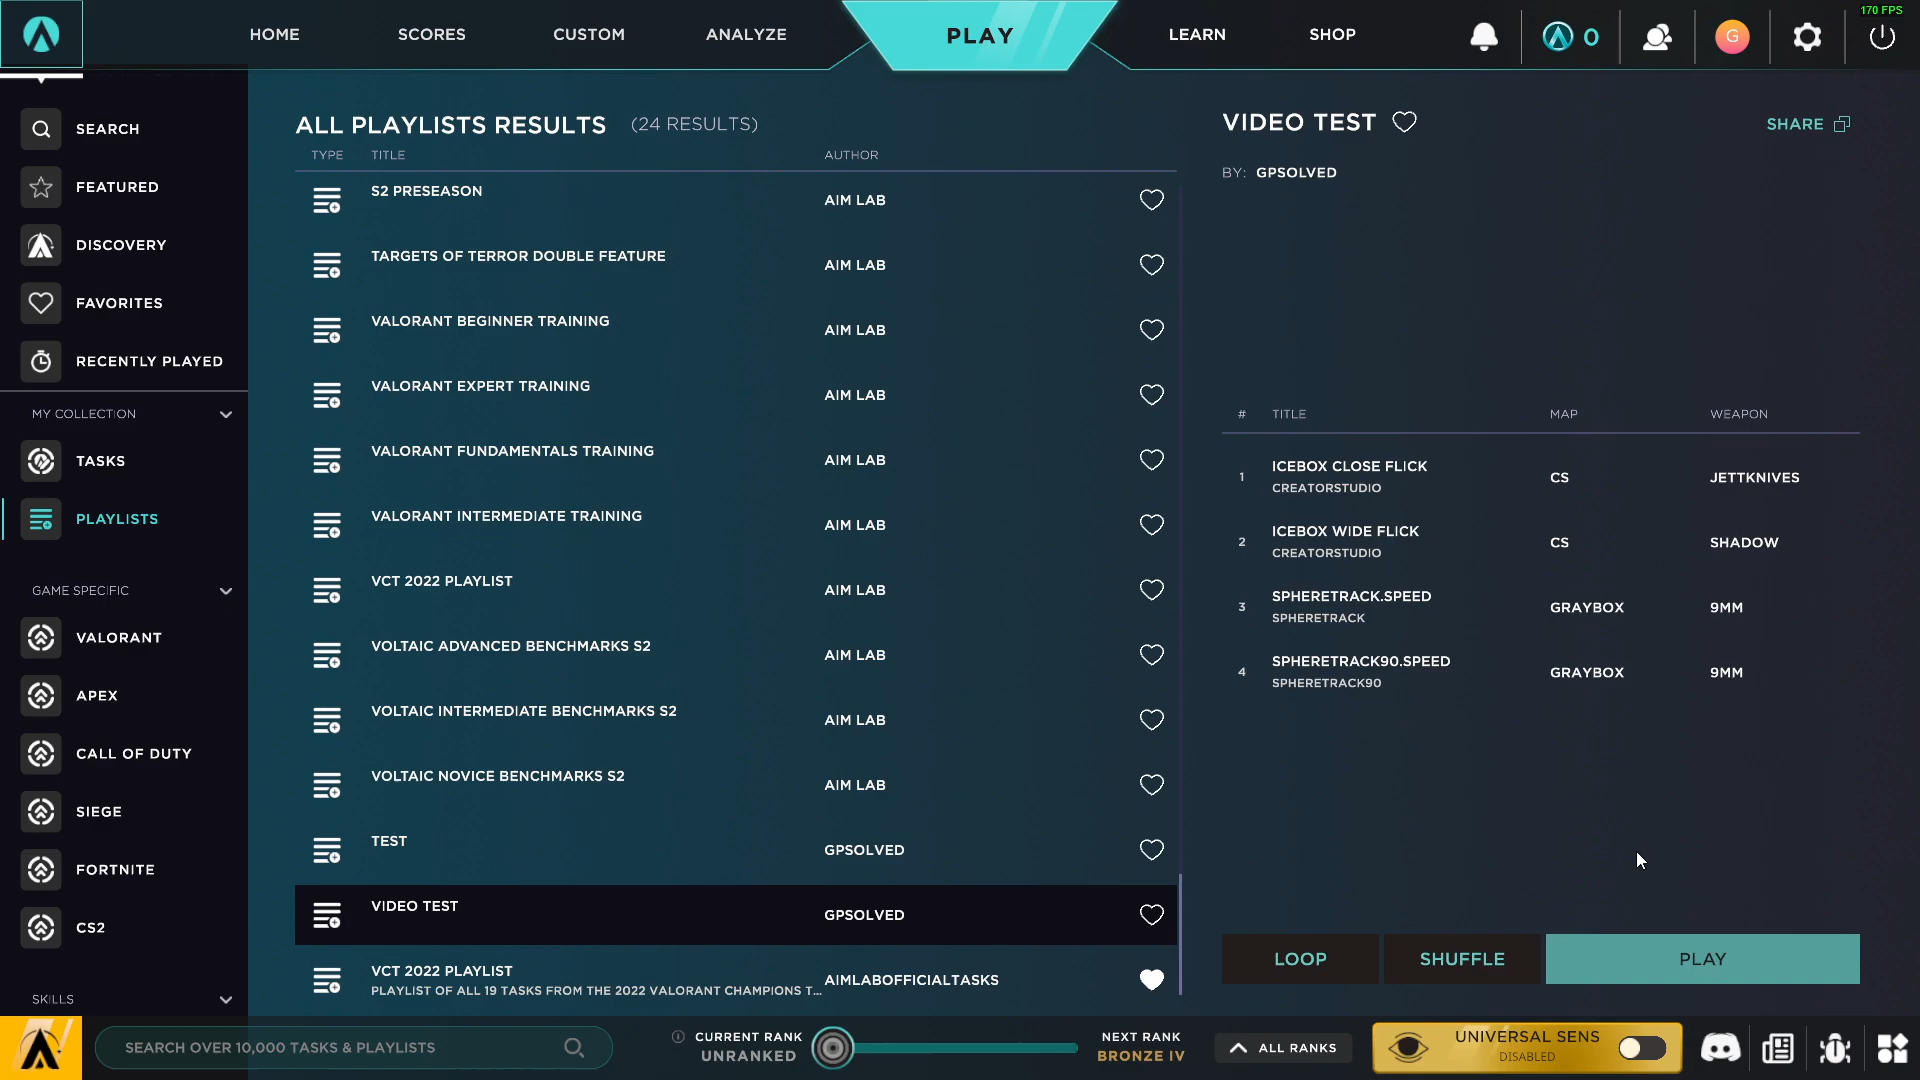 170 FPS
HOME
SCORES
CUSTOM
ANALYZE
PLAY
LEARN
SHOP
0
G
SEARCH
FEATURED
DISCOVERY
FAVORITES
RECENTLY PLAYED
MY COLLECTION
TASKS
PLAYLISTS
GAME SPECIFIC
VALORANT
APEX
CALL OF DUTY
SIEGE
FORTNITE
CS2
SKILLS
ALL PLAYLISTS RESULTS (24 RESULTS)
TYPE TITLE AUTHOR
S2 PRESEASON AIM LAB
TARGETS OF TERROR DOUBLE FEATURE AIM LAB
VALORANT BEGINNER TRAINING AIM LAB
VALORANT EXPERT TRAINING AIM LAB
VALORANT FUNDAMENTALS TRAINING AIM LAB
VALORANT INTERMEDIATE TRAINING AIM LAB
VCT 2022 PLAYLIST AIM LAB
VOLTAIC ADVANCED BENCHMARKS S2 AIM LAB
VOLTAIC INTERMEDIATE BENCHMARKS S2 AIM LAB
VOLTAIC NOVICE BENCHMARKS S2 AIM LAB
TEST GPSOLVED
VIDEO TEST GPSOLVED
VCT 2022 PLAYLIST AIMLABOFFICIALTASKS
PLAYLIST OF ALL 19 TASKS FROM THE 2022 VALORANT CHAMPIONS T...
VIDEO TEST
SHARE
BY: GPSOLVED
# TITLE MAP WEAPON
1 ICEBOX CLOSE FLICK CS JETTKNIVES
CREATORSTUDIO
2 ICEBOX WIDE FLICK CS SHADOW
CREATORSTUDIO
3 SPHERETRACK.SPEED GRAYBOX 9MM
SPHERETRACK
4 SPHERETRACK90.SPEED GRAYBOX 9MM
SPHERETRACK90
LOOP
SHUFFLE
PLAY
SEARCH OVER 10,000 TASKS & PLAYLISTS
CURRENT RANK
UNRANKED
NEXT RANK
BRONZE IV
ALL RANKS
UNIVERSAL SENS
DISABLED